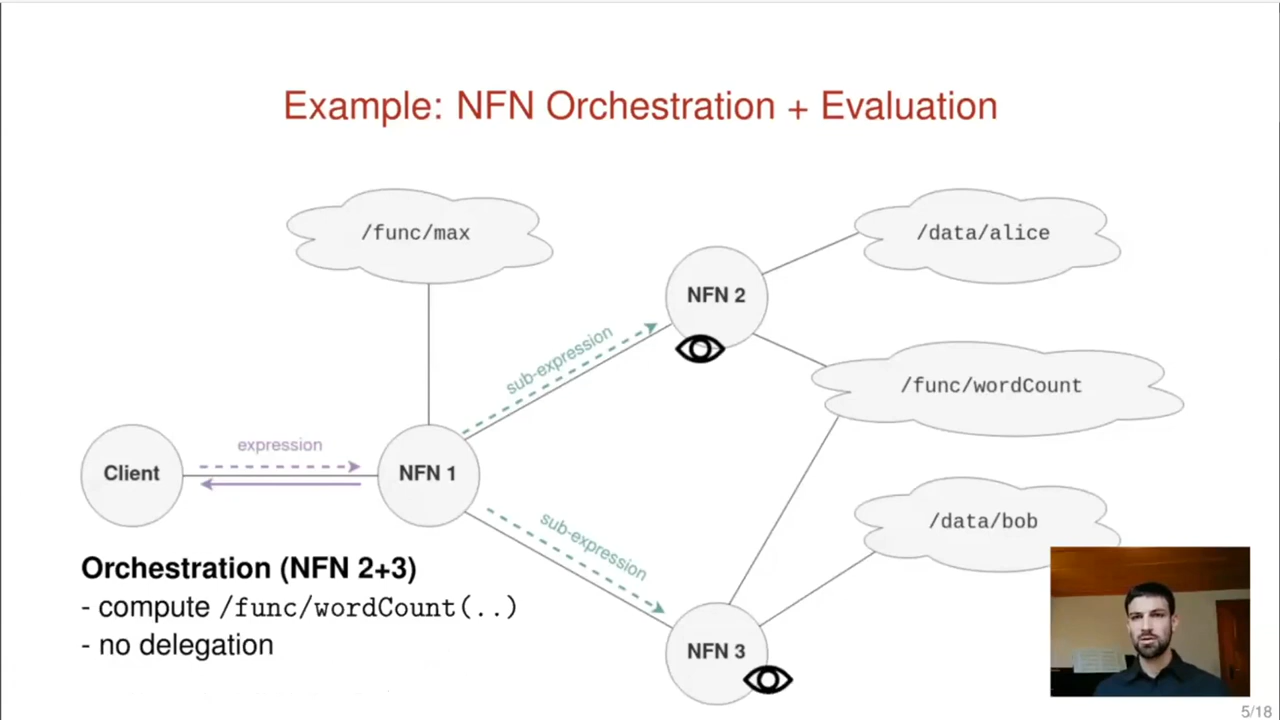 Example: NFN Orchestration + Evaluation
/func/max
/data/alice
NFN 2
sub-expression
/func/wordCount
expression
Client
NFN 1
/data/bob
sub-expression
Orchestration (NFN 2+3)
- compute /func/wordCount(..)
- no delegation
NFN 3
5/18